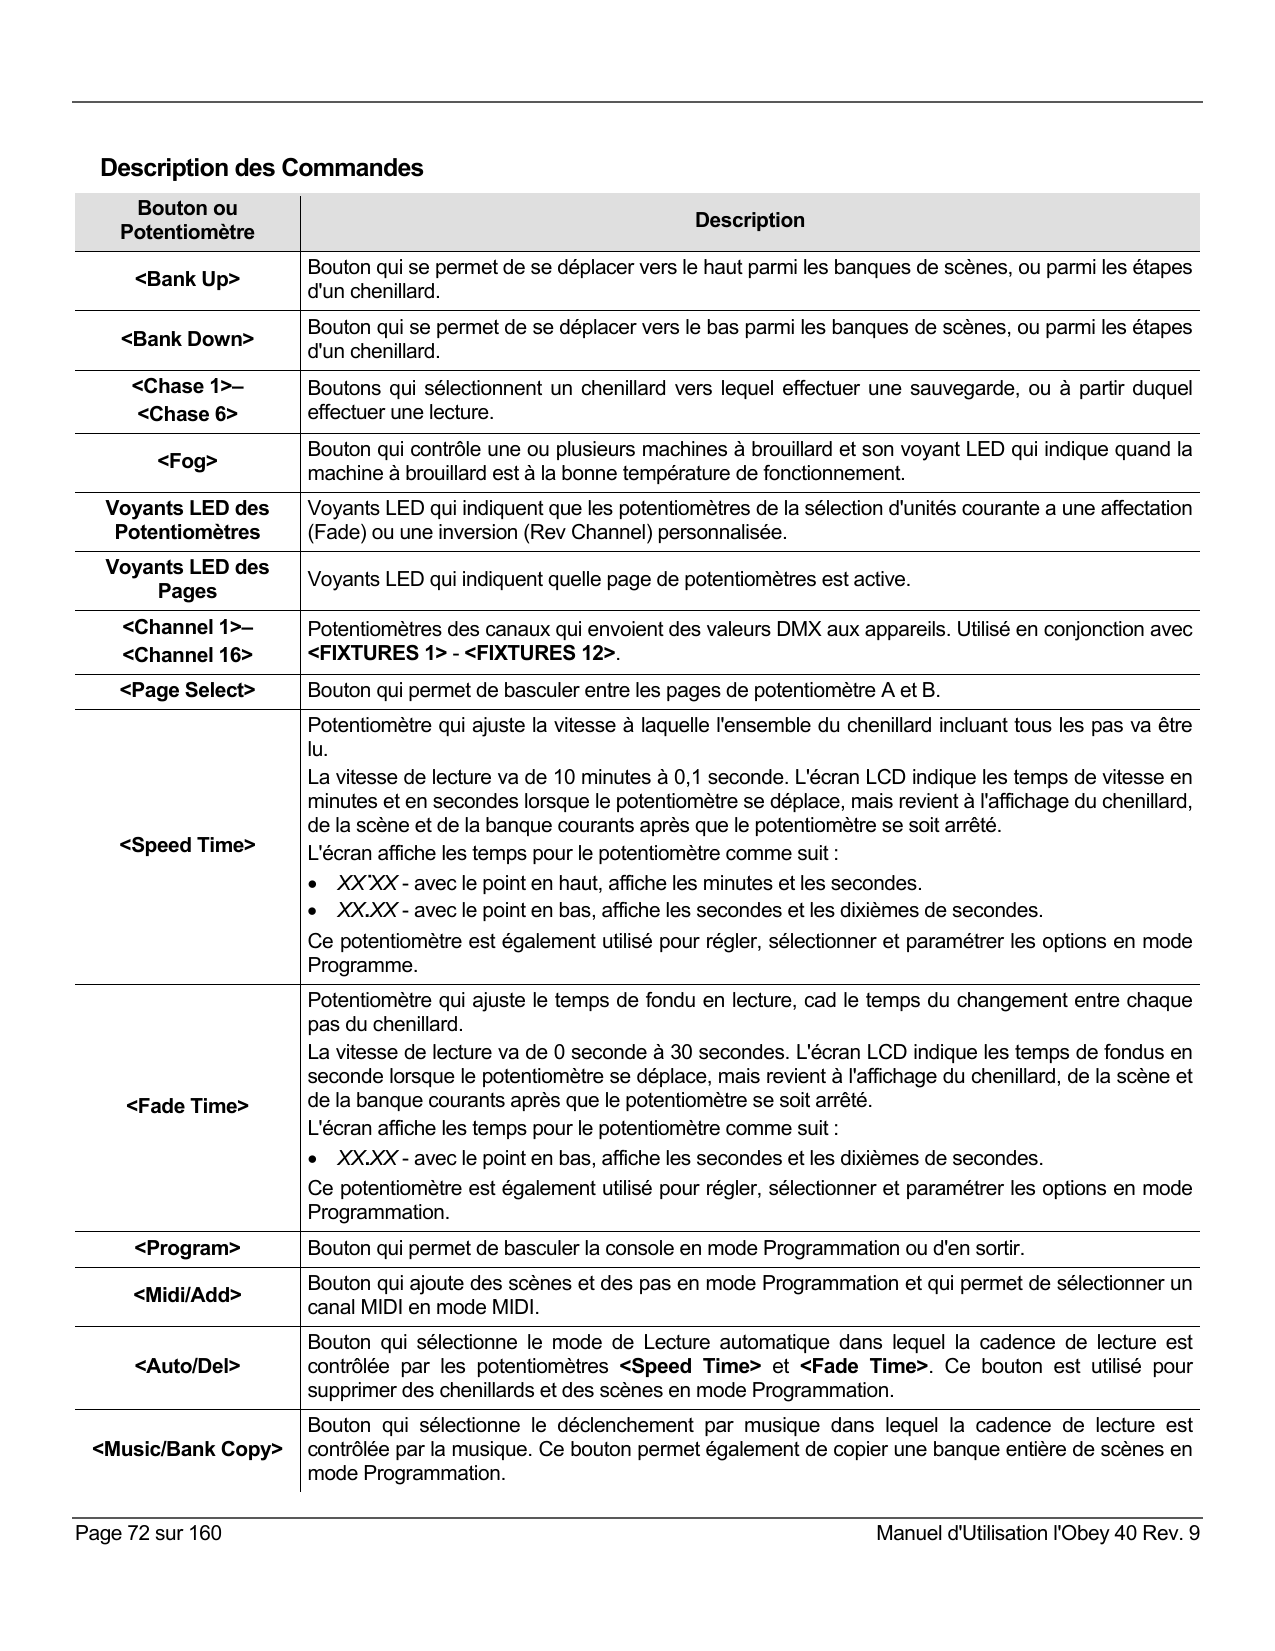 Description des Commandes
Bouton ou
Potentiomètre
Description
<Bank Up>
Bouton qui se permet de se déplacer vers le haut parmi les banques de scènes, ou parmi les étapes
d'un chenillard.
<Bank Down>
Bouton qui se permet de se déplacer vers le bas parmi les banques de scènes, ou parmi les étapes
d'un chenillard.
<Chase 1>–
<Chase 6>
Boutons qui sélectionnent un chenillard vers lequel effectuer une sauvegarde, ou à partir duquel
effectuer une lecture.
<Fog>
Bouton qui contrôle une ou plusieurs machines à brouillard et son voyant LED qui indique quand la
machine à brouillard est à la bonne température de fonctionnement.
Voyants LED des
Potentiomètres
Voyants LED qui indiquent que les potentiomètres de la sélection d'unités courante a une affectation
(Fade) ou une inversion (Rev Channel) personnalisée.
Voyants LED des
Pages
Voyants LED qui indiquent quelle page de potentiomètres est active.
<Channel 1>–
<Channel 16>
Potentiomètres des canaux qui envoient des valeurs DMX aux appareils. Utilisé en conjonction avec
<FIXTURES 1> - <FIXTURES 12>.
<Page Select>
Bouton qui permet de basculer entre les pages de potentiomètre A et B.
<Speed Time>
Potentiomètre qui ajuste la vitesse à laquelle l'ensemble du chenillard incluant tous les pas va être
lu.
La vitesse de lecture va de 10 minutes à 0,1 seconde. L'écran LCD indique les temps de vitesse en
minutes et en secondes lorsque le potentiomètre se déplace, mais revient à l'affichage du chenillard,
de la scène et de la banque courants après que le potentiomètre se soit arrêté.
L'écran affiche les temps pour le potentiomètre comme suit :
• XX˙XX - avec le point en haut, affiche les minutes et les secondes.
• XX.XX - avec le point en bas, affiche les secondes et les dixièmes de secondes.
Ce potentiomètre est également utilisé pour régler, sélectionner et paramétrer les options en mode
Programme.
<Fade Time>
Potentiomètre qui ajuste le temps de fondu en lecture, cad le temps du changement entre chaque
pas du chenillard.
La vitesse de lecture va de 0 seconde à 30 secondes. L'écran LCD indique les temps de fondus en
seconde lorsque le potentiomètre se déplace, mais revient à l'affichage du chenillard, de la scène et
de la banque courants après que le potentiomètre se soit arrêté.
L'écran affiche les temps pour le potentiomètre comme suit :
• XX.XX - avec le point en bas, affiche les secondes et les dixièmes de secondes.
Ce potentiomètre est également utilisé pour régler, sélectionner et paramétrer les options en mode
Programmation.
<Program>
Bouton qui permet de basculer la console en mode Programmation ou d'en sortir.
<Midi/Add>
Bouton qui ajoute des scènes et des pas en mode Programmation et qui permet de sélectionner un
canal MIDI en mode MIDI.
<Auto/Del>
Bouton qui sélectionne le mode de Lecture automatique dans lequel la cadence de lecture est
contrôlée par les potentiomètres <Speed Time> et <Fade Time>. Ce bouton est utilisé pour
supprimer des chenillards et des scènes en mode Programmation.
<Music/Bank Copy>
Bouton qui sélectionne le déclenchement par musique dans lequel la cadence de lecture est
contrôlée par la musique. Ce bouton permet également de copier une banque entière de scènes en
mode Programmation.
Page 72 sur 160
Manuel d'Utilisation l'Obey 40 Rev. 9